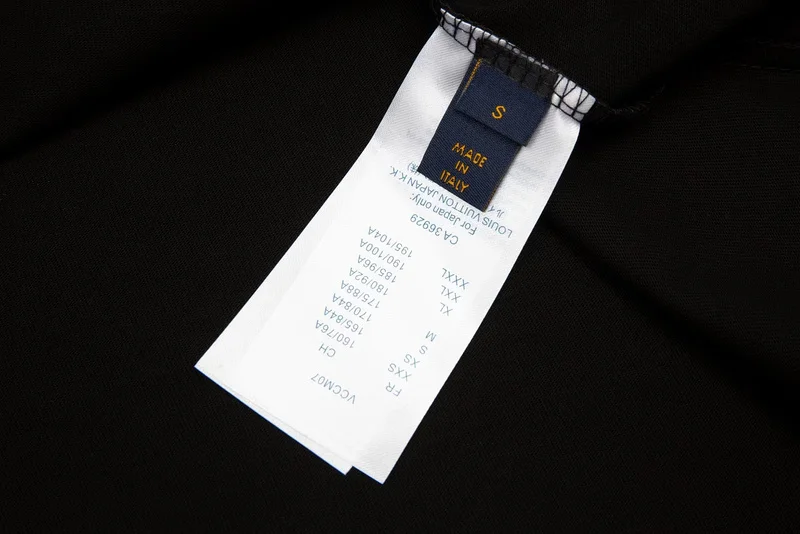 S
MADE
IN
ITALY
VCCM07
FR CH
XXS 160/76A
XS 165/84A
S 170/84A
M 175/88A
180/92A
XL 185/96A
XXL 190/100A
XXXL 195/104A
CA36929
For Japan only:
LOUIS VUITTON JAPAN K.K.